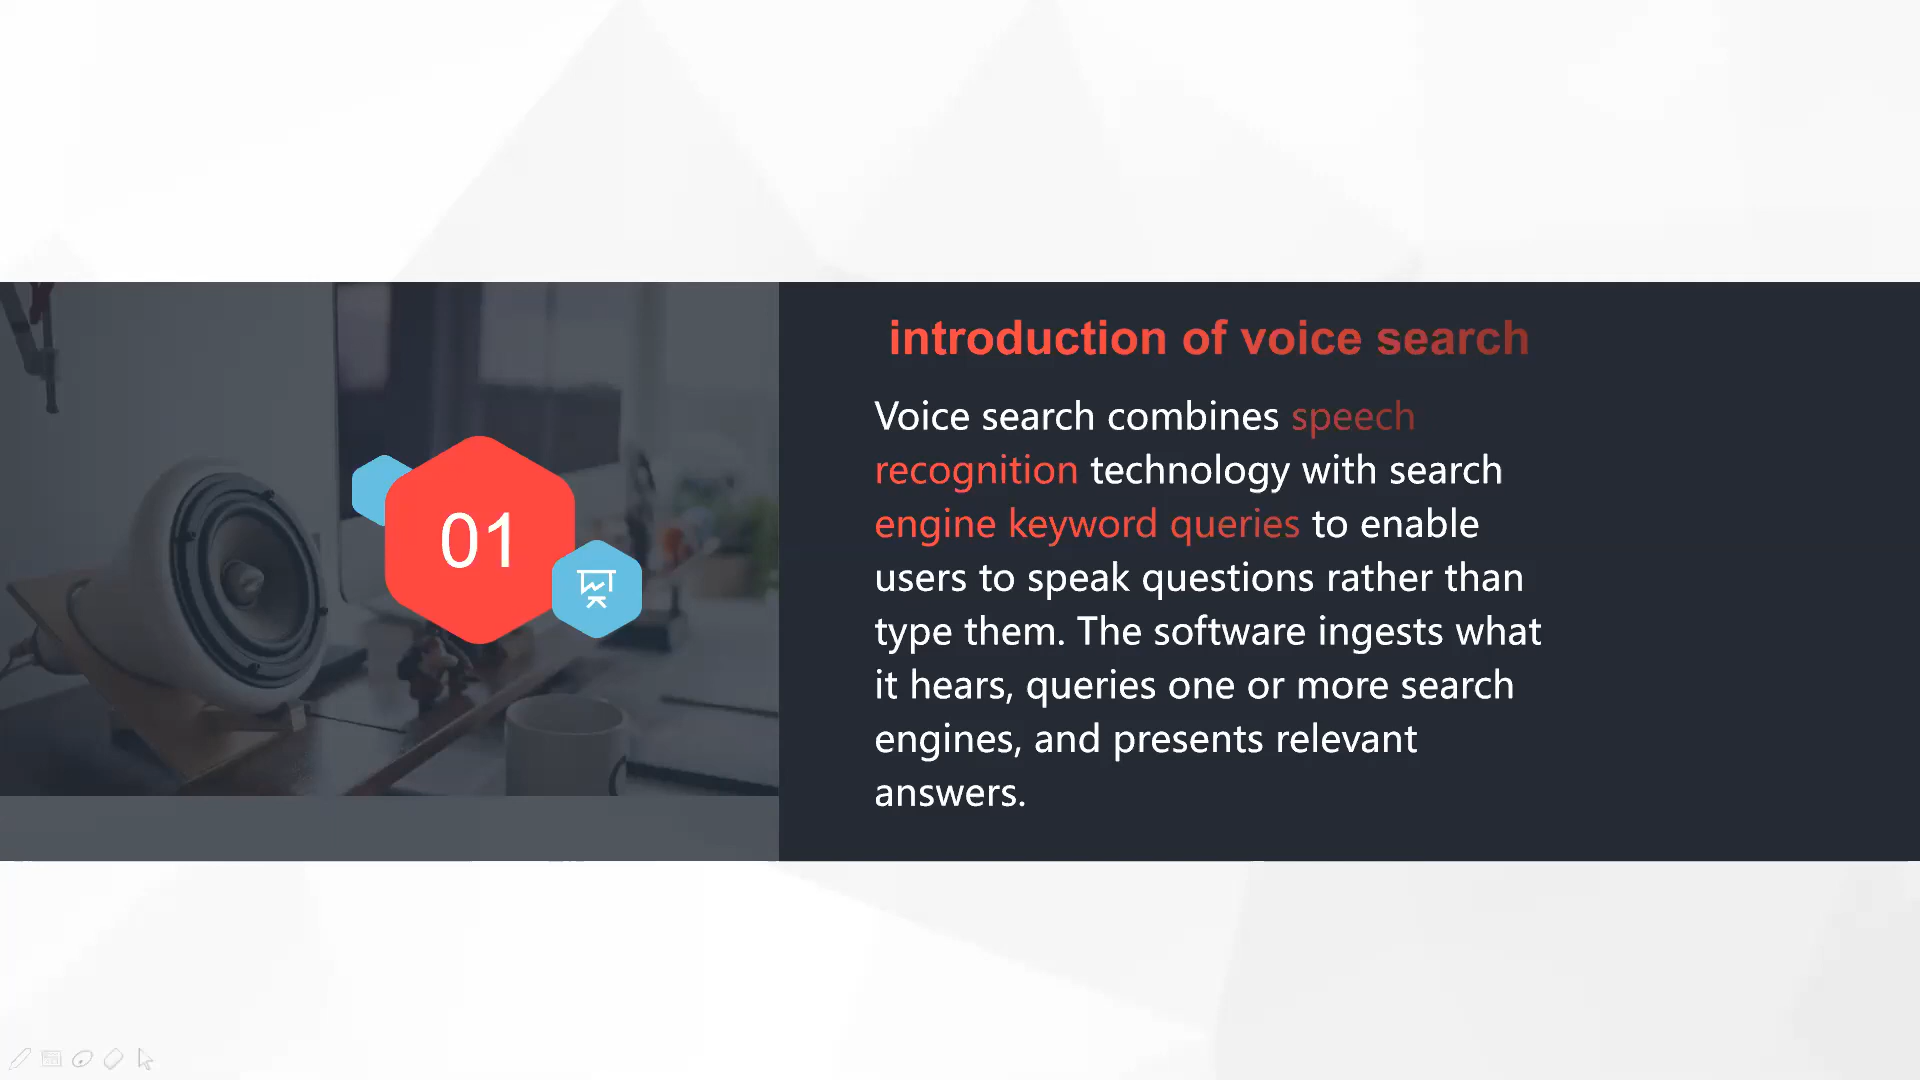 01
introduction of voice search
Voice search combines speech
recognition technology with search
engine keyword queries to enable
users to speak questions rather than
type them. The software ingests what
it hears, queries one or more search
engines, and presents relevant
answers.